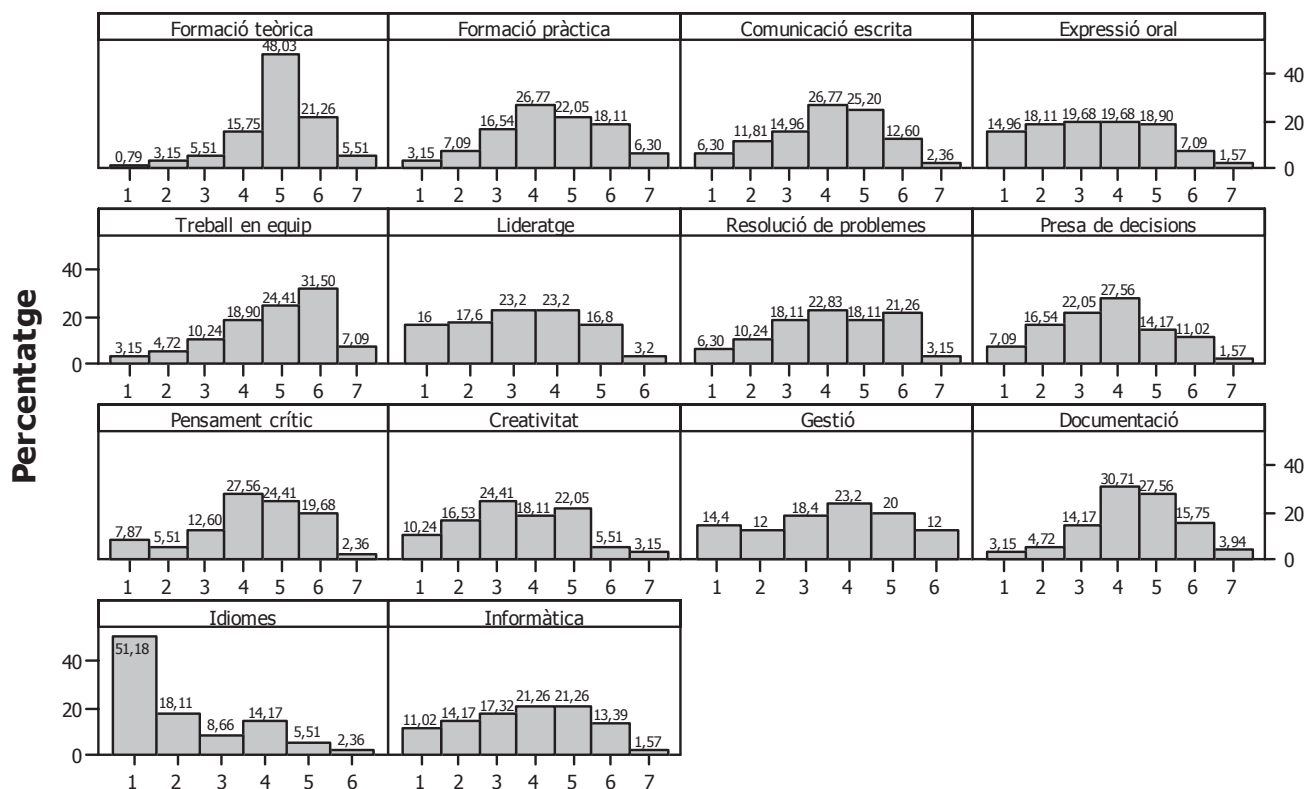 Percentatge
Formació teòrica Formació pràctica Comunicació escrita Expressió oral
0,79 3,15 5,51 15,75 48,03 21,26 5,51
3,15 7,09 16,54 26,77 22,05 18,11 6,30
6,30 11,81 14,96 26,77 25,20 12,60 2,36
14,96 18,11 19,68 19,68 18,90 7,09 1,57
40
20
0
1 2 3 4 5 6 7 1 2 3 4 5 6 7 1 2 3 4 5 6 7 1 2 3 4 5 6 7
Treball en equip Lideratge Resolució de problemes Presa de decisions
40
20
0
3,15 4,72 10,24 18,90 24,41 31,50 7,09
16 17,6 23,2 23,2 16,8 3,2
6,30 10,24 18,11 22,83 18,11 21,26 3,15
7,09 16,54 22,05 27,56 14,17 11,02 1,57
1 2 3 4 5 6 7 1 2 3 4 5 6 1 2 3 4 5 6 7 1 2 3 4 5 6 7
Pensament crític Creativitat Gestió Documentació
7,87 5,51 12,60 27,56 24,41 19,68 2,36
10,24 16,53 24,41 18,11 22,05 5,51 3,15
14,4 12 18,4 23,2 20 12
3,15 4,72 14,17 30,71 27,56 15,75 3,94
40
20
0
1 2 3 4 5 6 7 1 2 3 4 5 6 7 1 2 3 4 5 6 1 2 3 4 5 6 7
Idiomes Informàtica
40
20
0
51,18 18,11 8,66 14,17 5,51 2,36
11,02 14,17 17,32 21,26 21,26 13,39 1,57
1 2 3 4 5 6 1 2 3 4 5 6 7